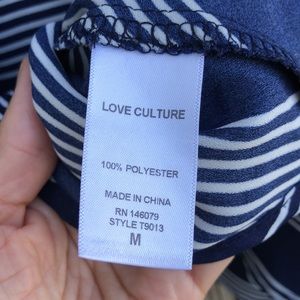 LOVE CULTURE
100% POLYESTER
MADE IN CHINA
RN 146079
STYLE T9013
M